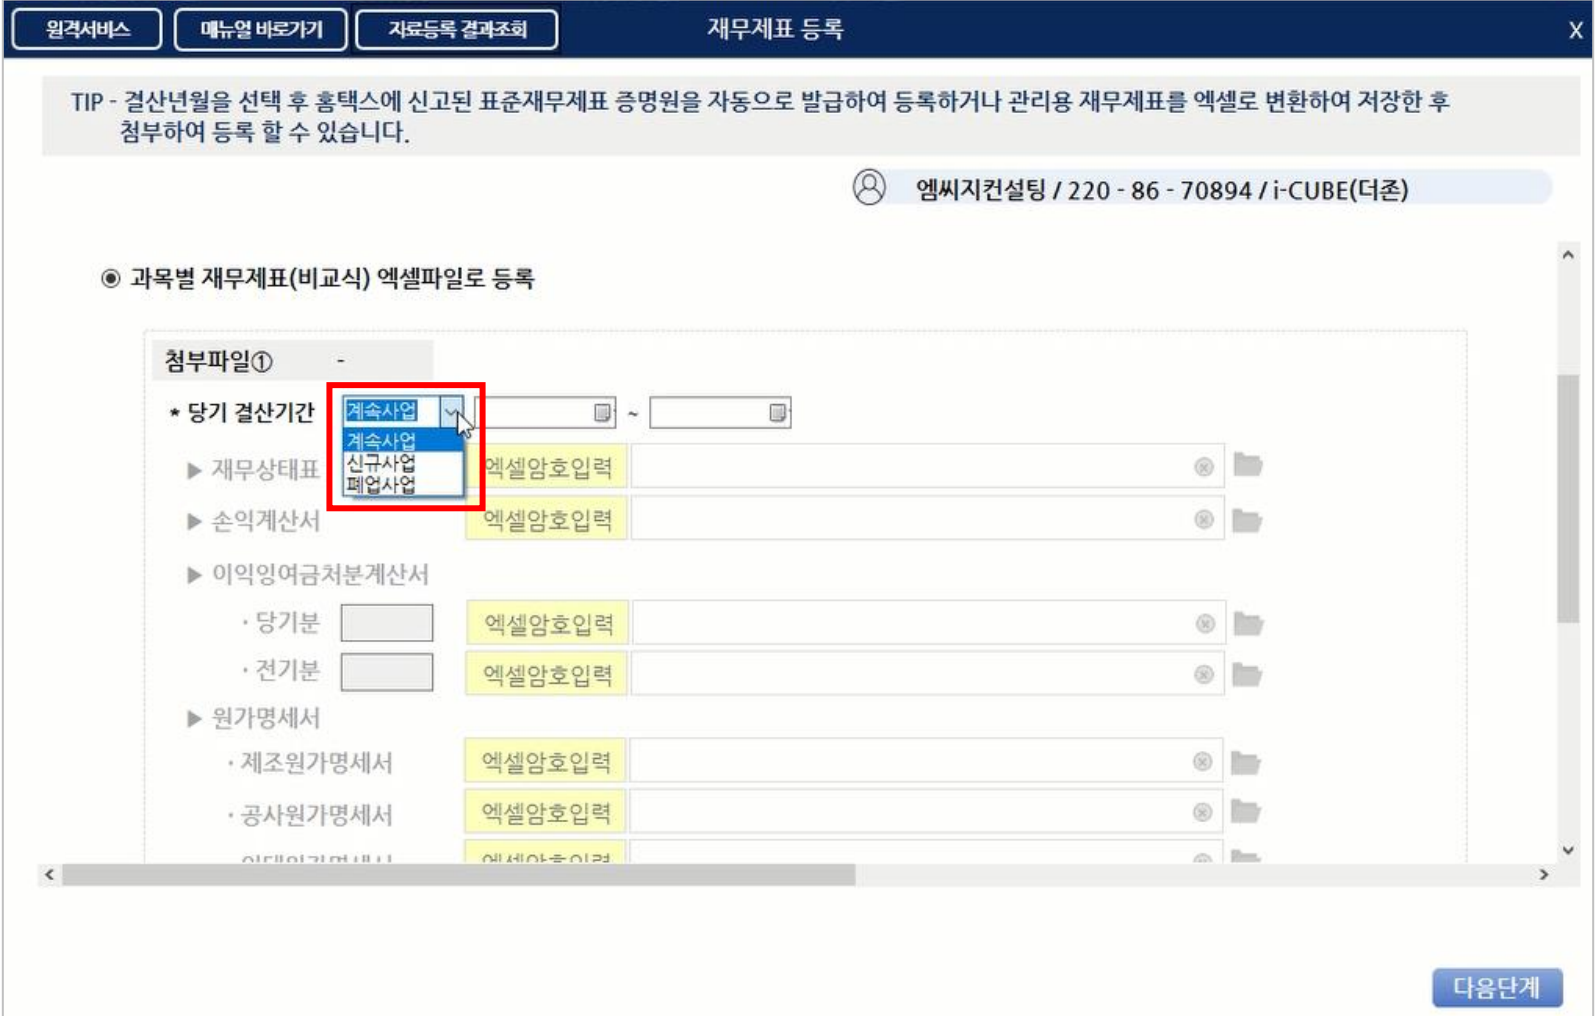 원격서비스 매뉴얼 바로가기 자료등록 결과조회 재무제표 등록 X
TIP - 결산년월을 선택 후 홈택스에 신고된 표준재무제표 증명원을 자동으로 발급하여 등록하거나 관리용 재무제표를 엑셀로 변환하여 저장한 후
첨부하여 등록 할 수 있습니다.
엠씨지컨설팅 / 220 - 86 - 70894 / i-CUBE(더존)
과목별 재무제표(비교식) 엑셀파일로 등록
첨부파일① -
* 당기 결산기간 계속사업 ~
계속사업
신규사업
폐업사업
▶ 재무상태표 엑셀암호입력
▶ 손익계산서 엑셀암호입력
▶ 이익잉여금처분계산서
· 당기분 엑셀암호입력
· 전기분 엑셀암호입력
▶ 원가명세서
· 제조원가명세서 엑셀암호입력
· 공사원가명세서 엑셀암호입력
엑셀암호입력
다음단계